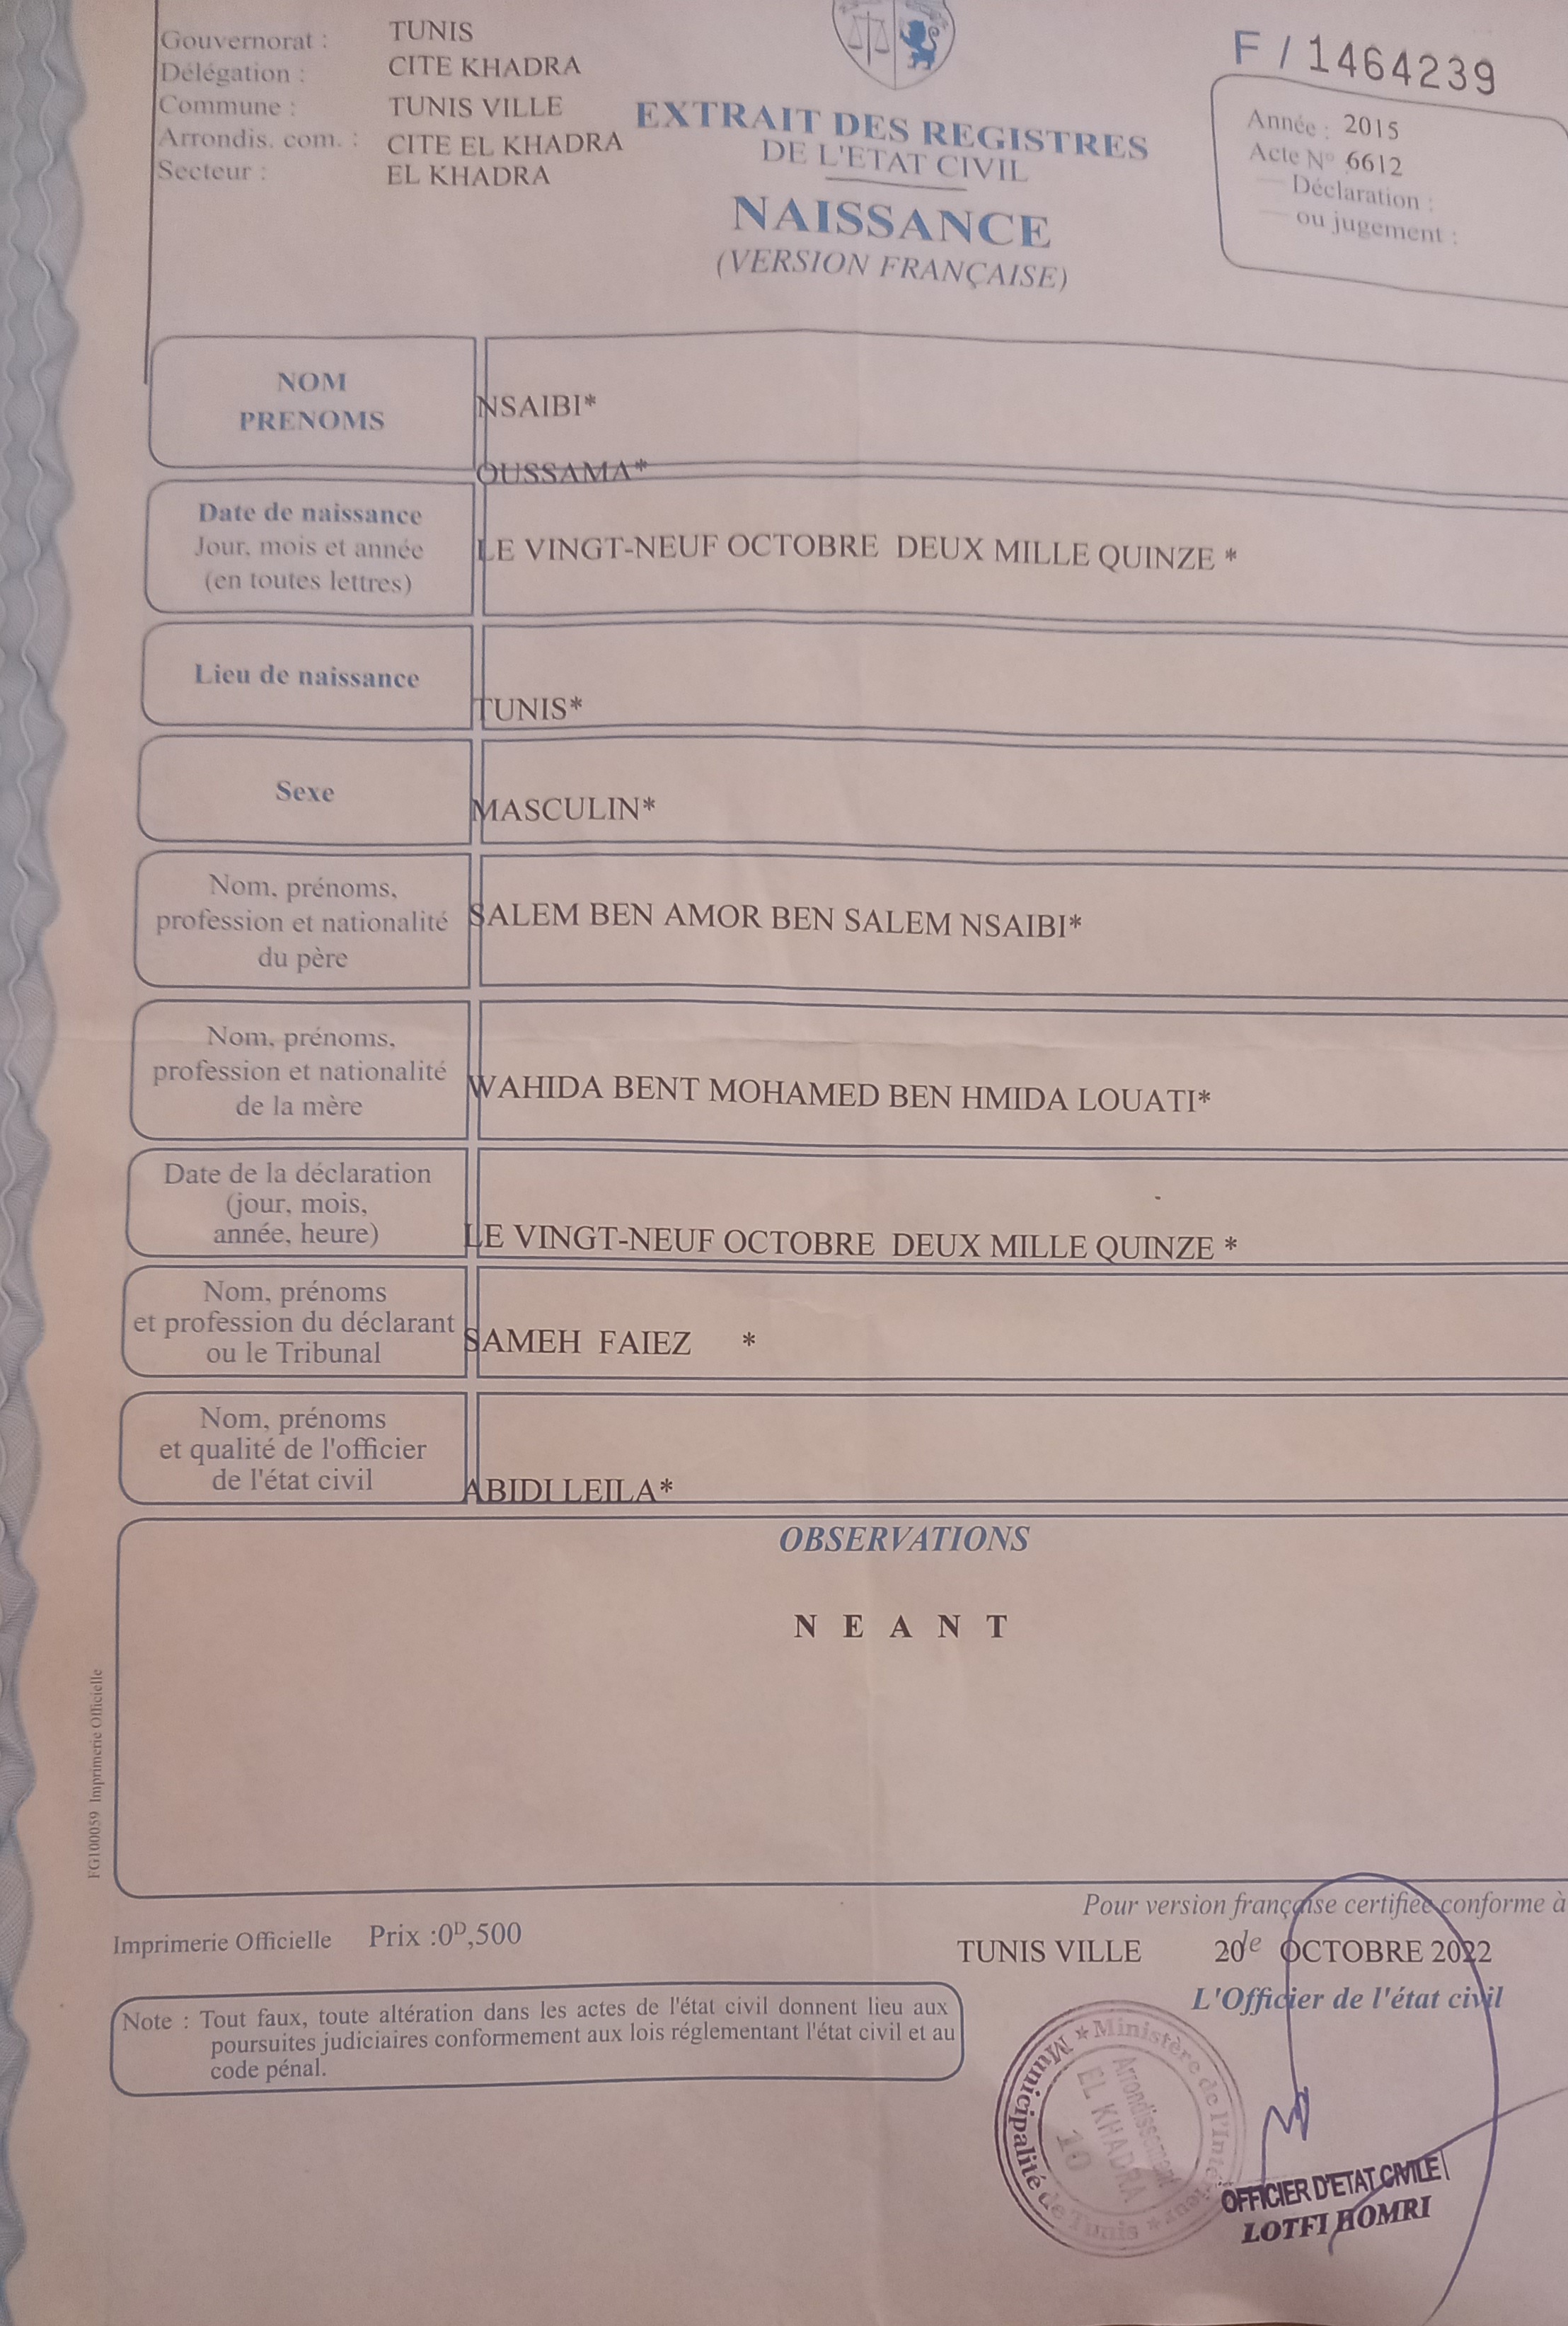 Gouvernorat : TUNIS
Délégation : CITE KHADRA
Commune : TUNIS VILLE
Arrondis. com. : CITE EL KHADRA
Secteur : EL KHADRA
EXTRAIT DES REGISTRES
DE L'ETAT CIVIL
NAISSANCE
(VERSION FRANÇAISE)
F / 1464239
Année : 2015
Acte N° 6612
Déclaration :
ou jugement :
NOM
PRENOMS
NSAIBI*
OUSSAMA*
Date de naissance
Jour, mois et année
(en toutes lettres)
LE VINGT-NEUF OCTOBRE DEUX MILLE QUINZE *
Lieu de naissance
TUNIS*
Sexe
MASCULIN*
Nom, prénoms,
profession et nationalité
du père
SALEM BEN AMOR BEN SALEM NSAIBI*
Nom, prénoms,
profession et nationalité
de la mère
WAHIDA BENT MOHAMED BEN HMIDA LOUATI*
Date de la déclaration
(jour, mois,
année, heure)
LE VINGT-NEUF OCTOBRE DEUX MILLE QUINZE *
Nom, prénoms
et profession du déclarant
ou le Tribunal
SAMEH FAIEZ *
Nom, prénoms
et qualité de l'officier
de l'état civil
ABIDI LEILA*
OBSERVATIONS
N E A N T
FG100059 Imprimerie Officielle
Pour version française certifiée conforme à
Imprimerie Officielle Prix :0D,500
TUNIS VILLE 20 le OCTOBRE 2022
L'Officier de l'état civil
Note : Tout faux, toute altération dans les actes de l'état civil donnent lieu aux
poursuites judiciaires conformement aux lois réglementant l'état civil et au
code pénal.
* Ministère de l'Intérieur *
Municipalité de Tunis
Arrondissement
EL KHADRA
10
OFFICIER D'ETAT CIVILE
LOTFI HOMRI